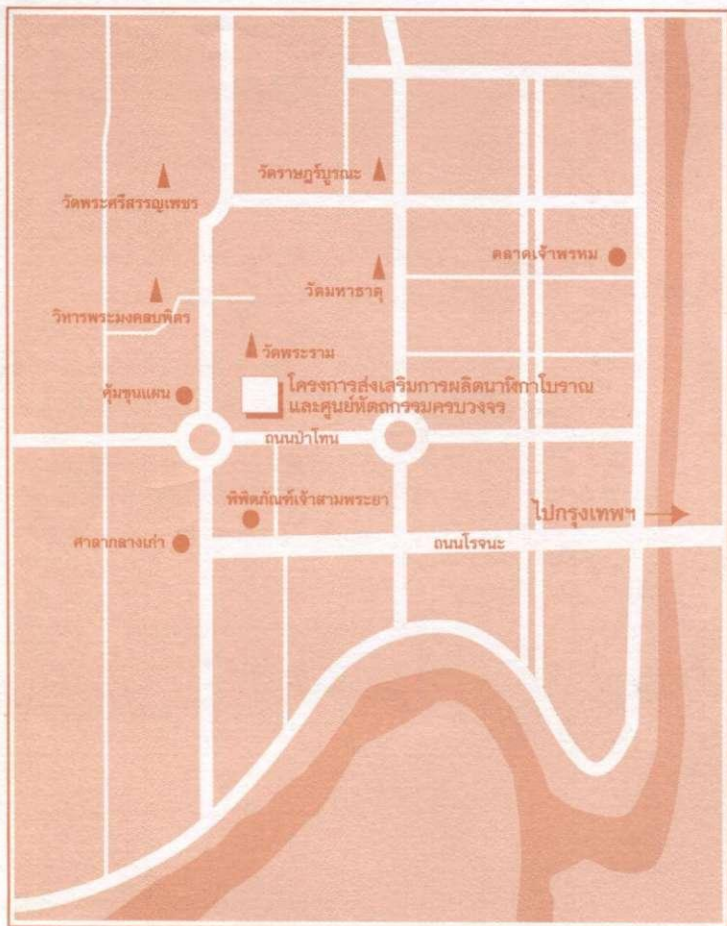 วัดราษฎร์บูรณะ
วัดพระศรีสรรญเพชร
ตลาดเจ้าพรหม
วัดมหาธาตุ
วิหารพระมงคลบพิตร
วัดพระราม
คุ้มขุนแผน
โครงการส่งเสริมการผลิตนาฬิกาโบราณ
และศูนย์หัตถกรรมครบวงจร
ถนนป่าโทน
พิพิตภัณฑ์เจ้าสามพระยา
ไปกรุงเทพฯ
ศาลากลางเก่า
ถนนโรจนะ